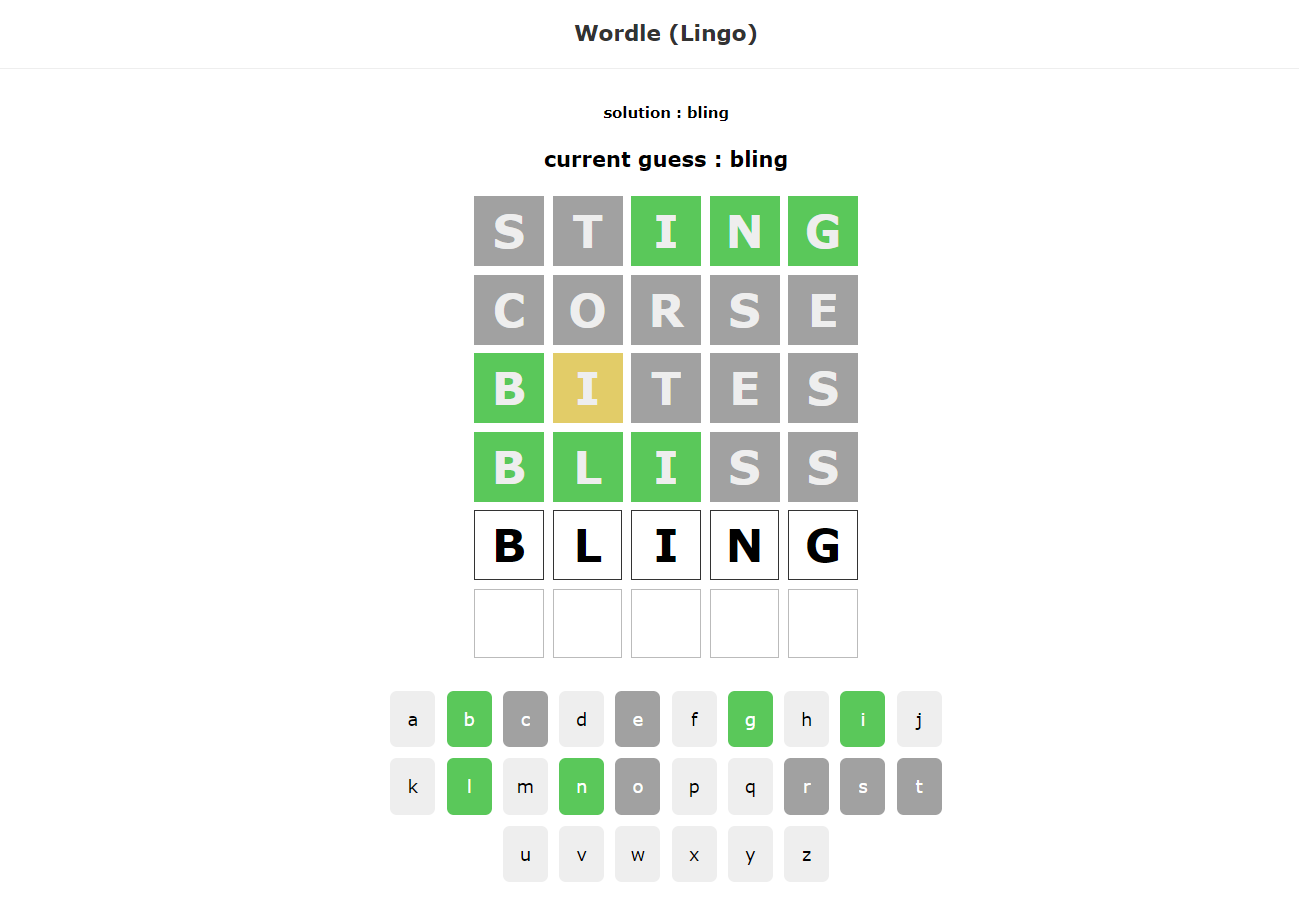 Wordle (Lingo)
solution : bling
current guess : bling
S T I N G
C O R S E
B I T E S
B L I S S
B L I N G
a b c d e f g h i j
k l m n o p q r s t
u v w x y z